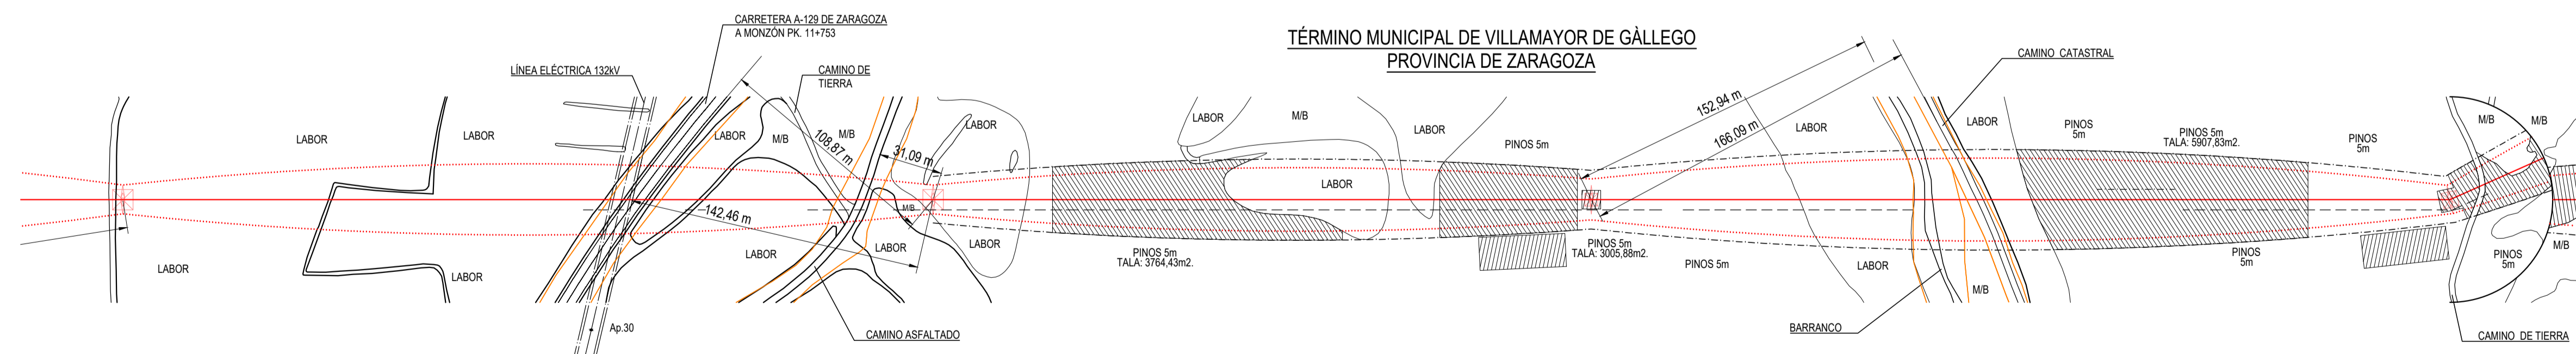 CARRETERA A-129 DE ZARAGOZA
A MONZÓN PK. 11+753
TÉRMINO MUNICIPAL DE VILLAMAYOR DE GÀLLEGO
PROVINCIA DE ZARAGOZA
LÍNEA ELÉCTRICA 132kV
CAMINO DE
TIERRA
CAMINO CATASTRAL
152,94 m
166,09 m
LABOR
LABOR
LABOR
M/B
M/B
108,87 m
31,09 m
LABOR
LABOR
M/B
LABOR
PINOS 5m
LABOR
LABOR
PINOS
5m
PINOS 5m
TALA: 5907,83m2.
PINOS
5m
M/B
M/B
LABOR
142,46 m
M/B
LABOR
LABOR
LABOR
LABOR
LABOR
PINOS 5m
TALA: 3764,43m2.
PINOS 5m
TALA: 3005,88m2.
PINOS 5m
LABOR
M/B
PINOS
5m
PINOS
5m
M/B
Ap.30
CAMINO ASFALTADO
BARRANCO
CAMINO DE TIERRA